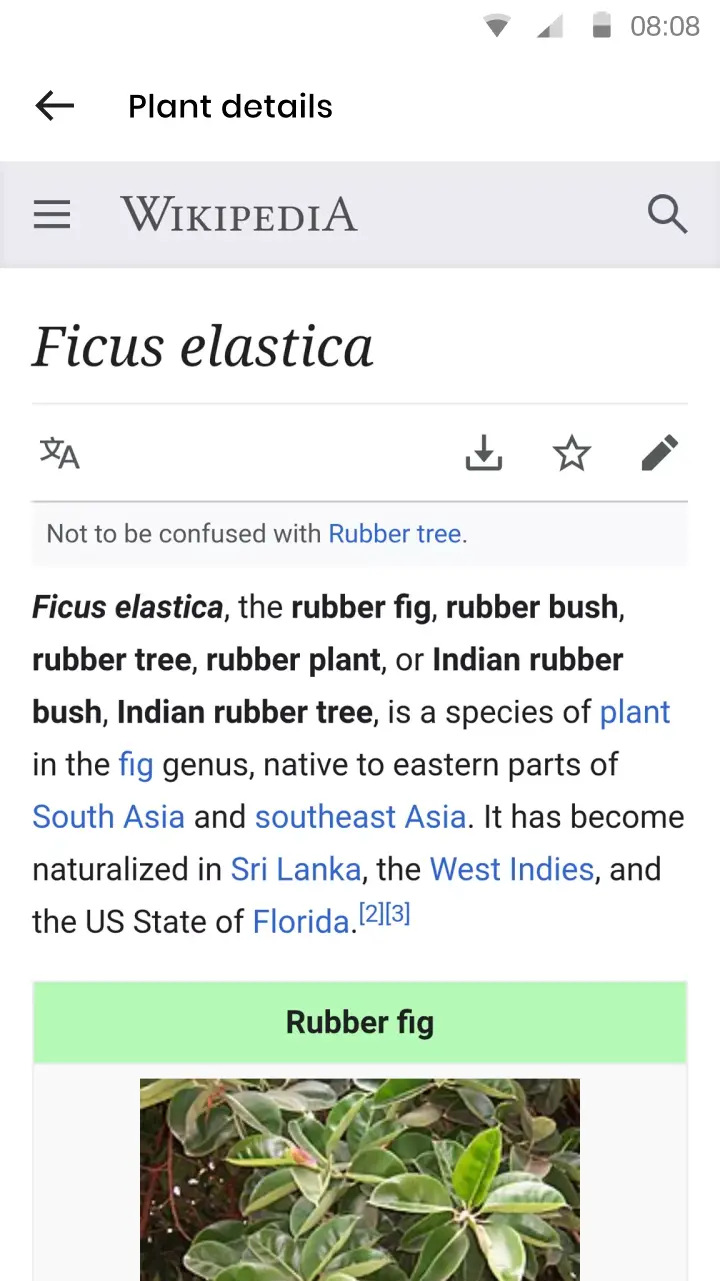 08:08
Plant details
WIKIPEDIA
Ficus elastica
文A
Not to be confused with Rubber tree.
Ficus elastica, the rubber fig, rubber bush,
rubber tree, rubber plant, or Indian rubber
bush, Indian rubber tree, is a species of plant
in the fig genus, native to eastern parts of
South Asia and southeast Asia. It has become
naturalized in Sri Lanka, the West Indies, and
the US State of Florida.[2][3]
Rubber fig